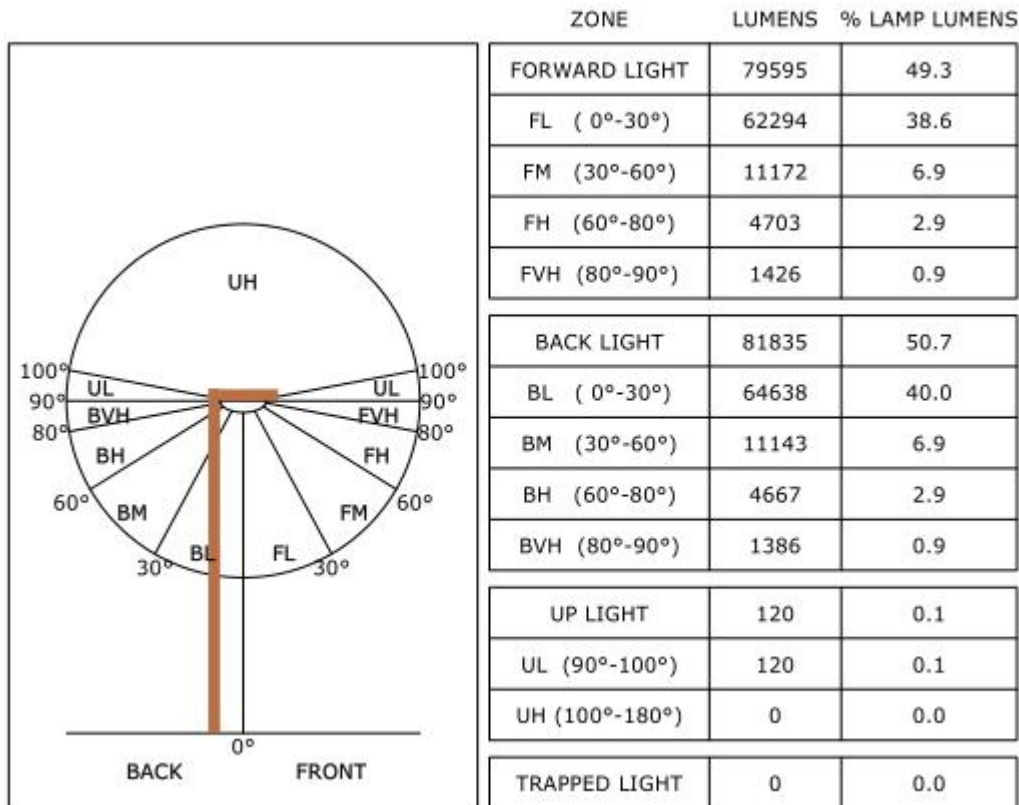 ZONE LUMENS % LAMP LUMENS
FORWARD LIGHT 79595 49.3
FL ( 0°-30°) 62294 38.6
FM (30°-60°) 11172 6.9
FH (60°-80°) 4703 2.9
FVH (80°-90°) 1426 0.9
BACK LIGHT 81835 50.7
BL ( 0°-30°) 64638 40.0
BM (30°-60°) 11143 6.9
BH (60°-80°) 4667 2.9
BVH (80°-90°) 1386 0.9
UP LIGHT 120 0.1
UL (90°-100°) 120 0.1
UH (100°-180°) 0 0.0
TRAPPED LIGHT 0 0.0
UH
100° 100°
UL UL
90° 90°
BVH FVH
80° 80°
BH FH
60° 60°
BM FM
BL FL
30° 30°
0°
BACK FRONT